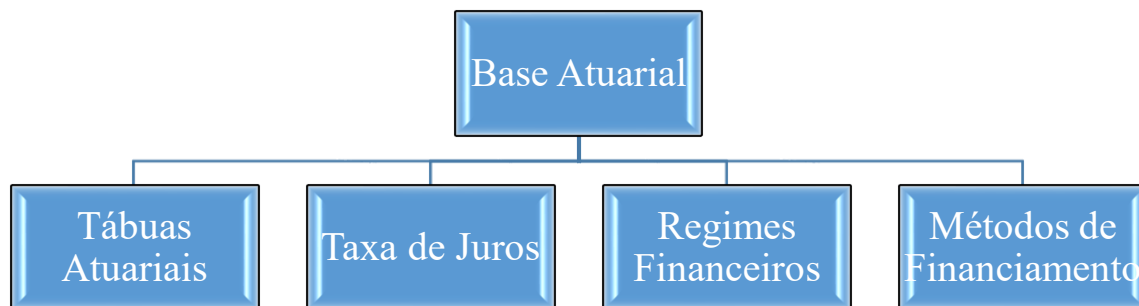 Base Atuarial
Tábuas
Atuariais
Taxa de Juros
Regimes
Financeiros
Métodos de
Financiamento